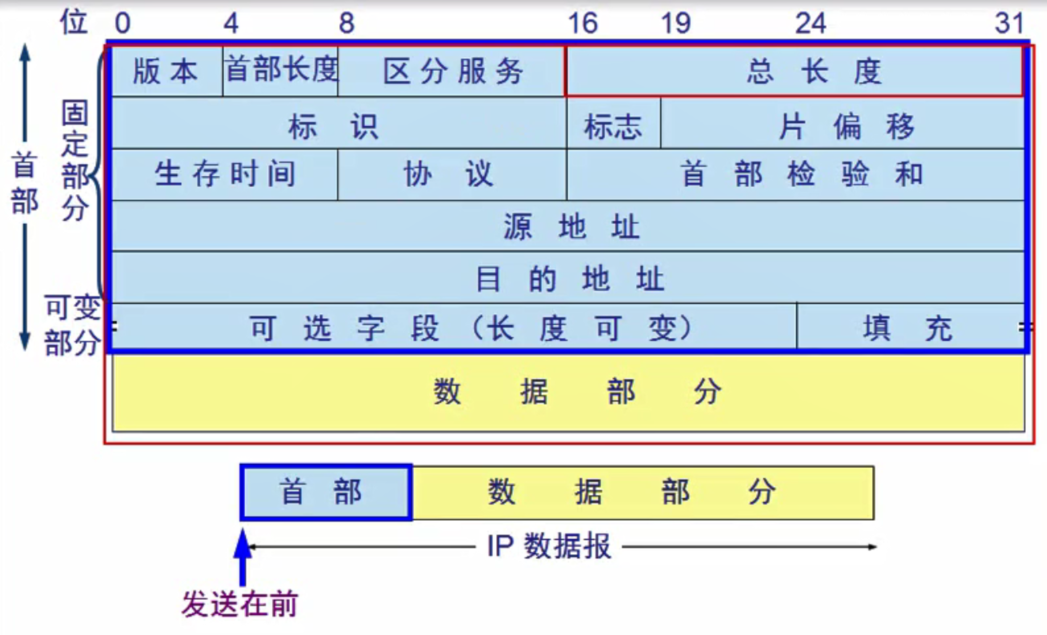 位 0 4 8 16 19 24 31
版本 首部长度 区分服务 总长度
标识 标志 片偏移
生存时间 协议 首部检验和
源地址
目的地址
可选字段（长度可变） 填充
数据部分
首部
固定部分
可变部分
首部 数据部分
IP 数据报
发送在前